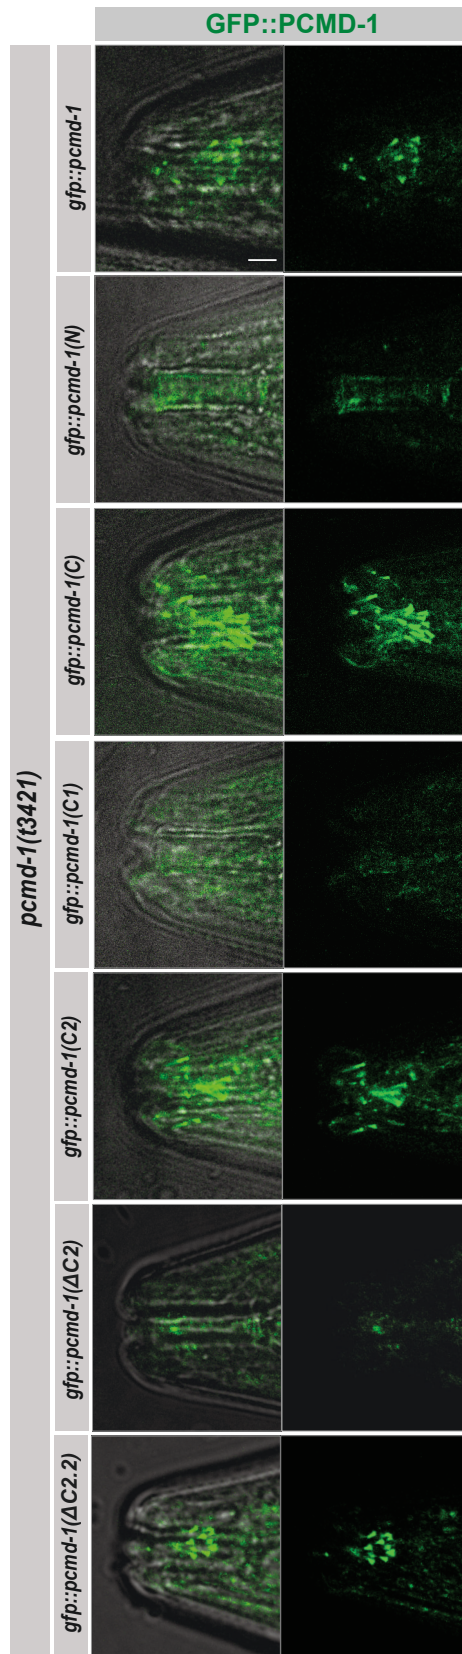 GFP::PCMD-1
pcmd-1(t3421)
gfp::pcmd-1
gfp::pcmd-1(N)
gfp::pcmd-1(C)
gfp::pcmd-1(C1)
gfp::pcmd-1(C2)
gfp::pcmd-1(ΔC2)
gfp::pcmd-1(ΔC2.2)